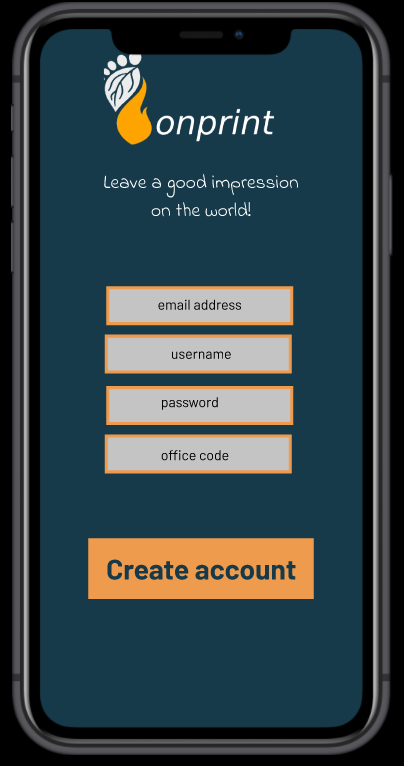 onprint
Leave a good impression
on the world!
email address
username
password
office code
Create account